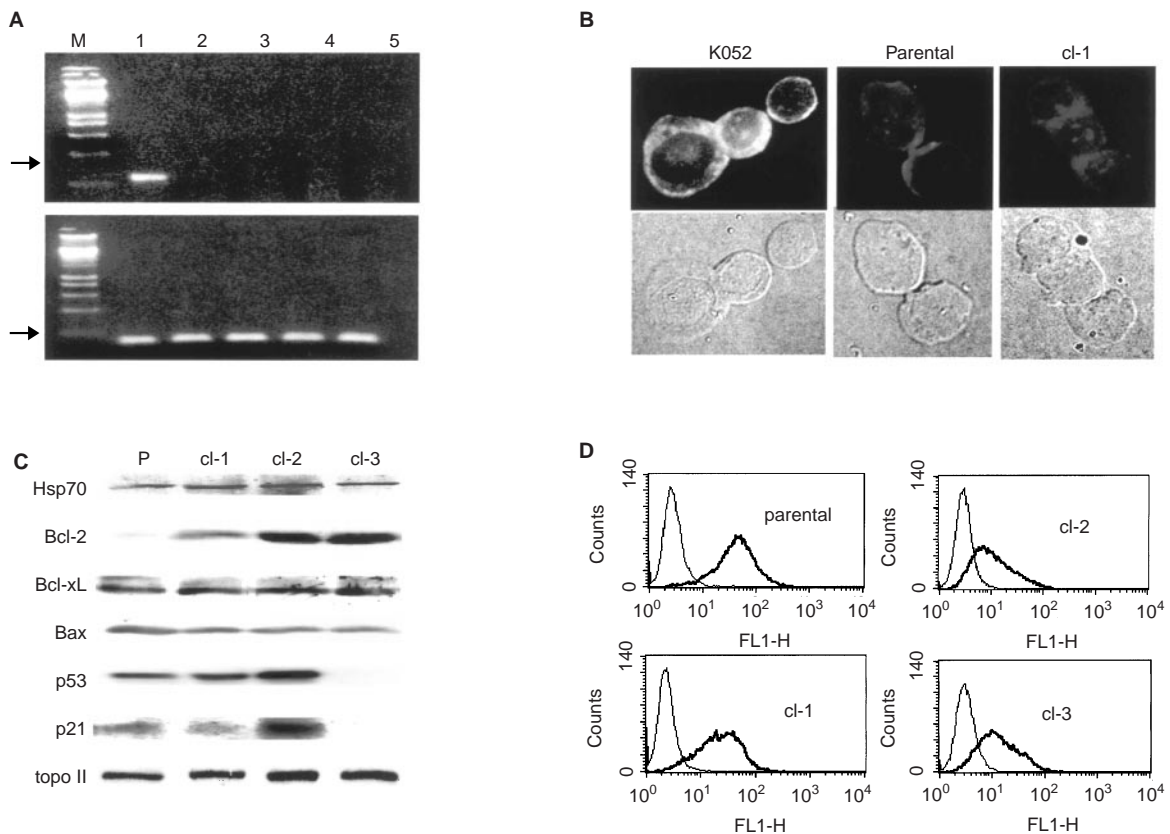 A
M 1 2 3 4 5
B
K052 Parental cl-1
C
P cl-1 cl-2 cl-3
Hsp70
Bcl-2
Bcl-xL
Bax
p53
p21
topo II
D
140
Counts
0
parental
10^0 10^1 10^2 10^3 10^4
FL1-H
140
Counts
0
cl-2
10^0 10^1 10^2 10^3 10^4
FL1-H
140
Counts
0
cl-1
10^0 10^1 10^2 10^3 10^4
FL1-H
140
Counts
0
cl-3
10^0 10^1 10^2 10^3 10^4
FL1-H